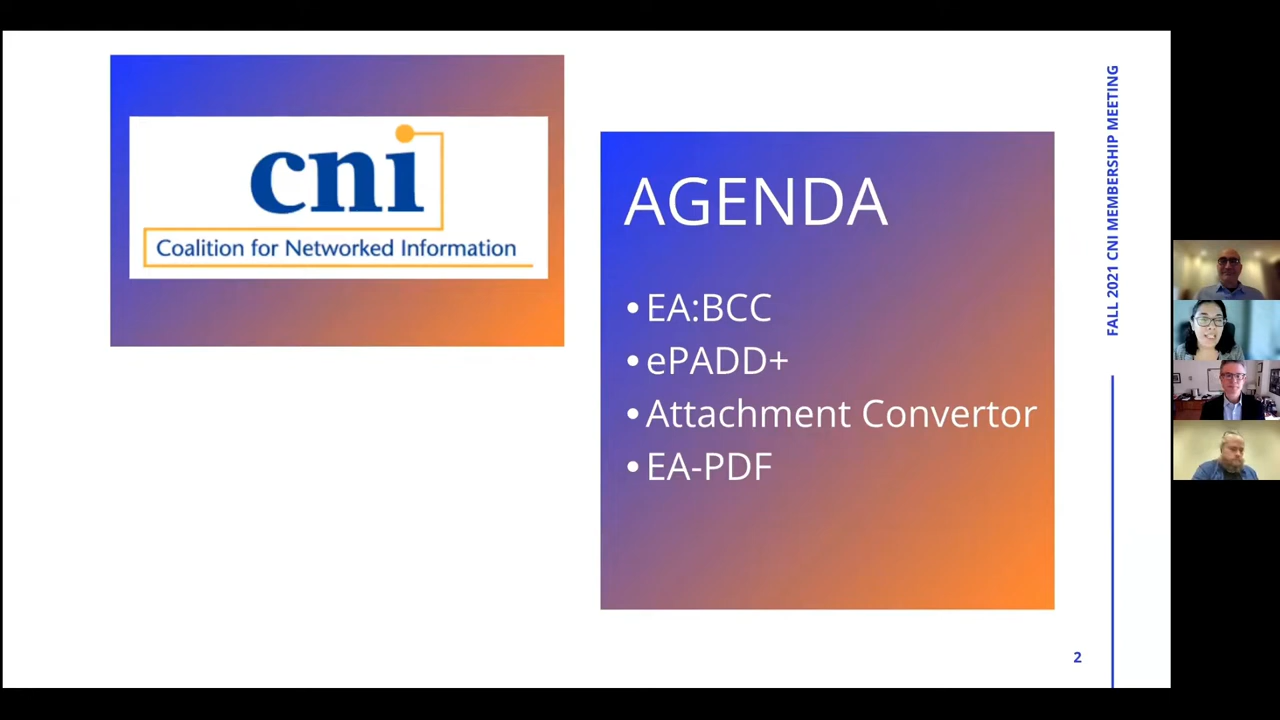 cni
Coalition for Networked Information
AGENDA
•EA:BCC
•ePADD+
•Attachment Convertor
•EA-PDF
FALL 2021 CNI MEMBERSHIP MEETING
2